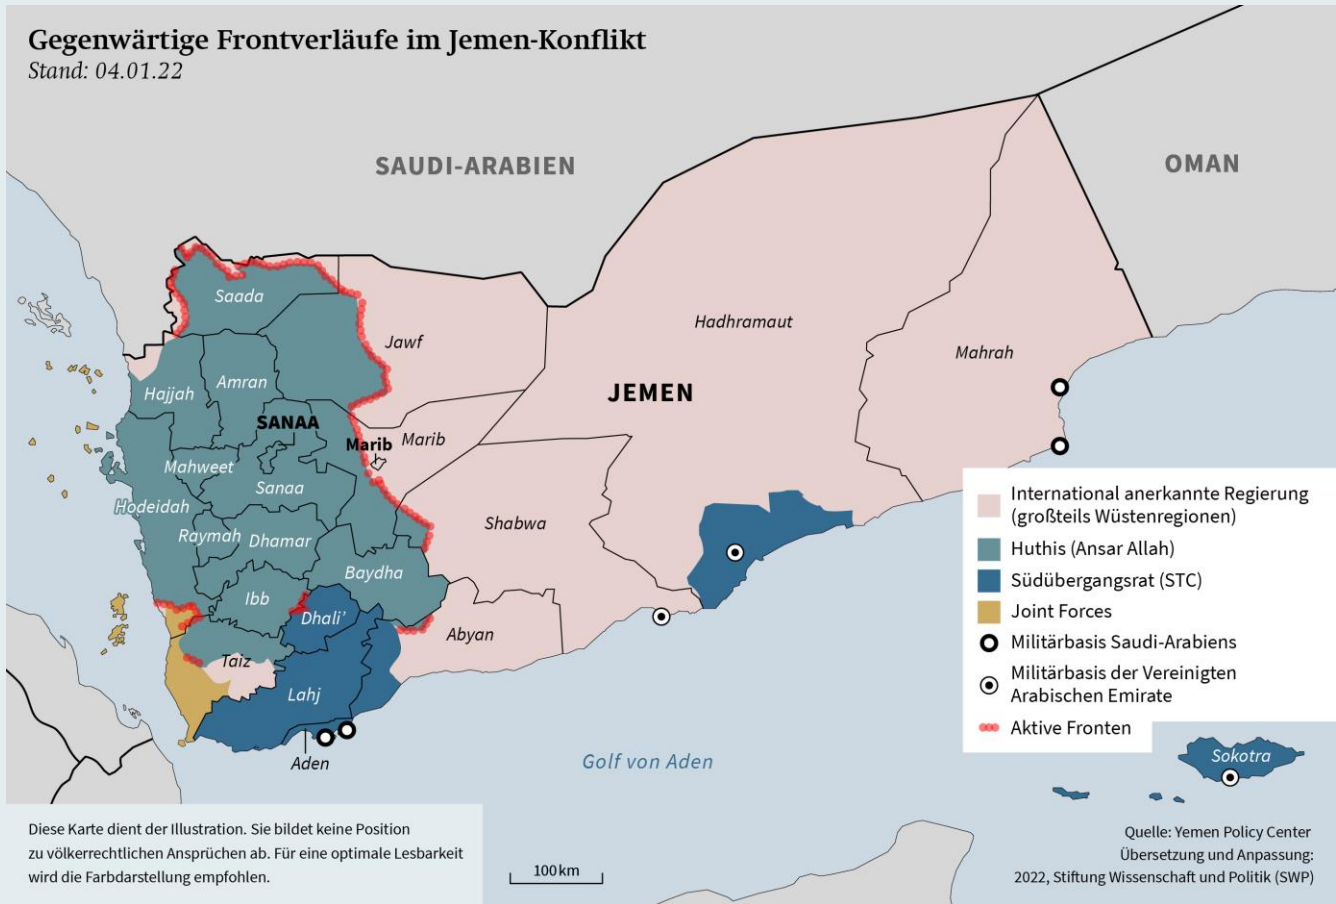 Gegenwärtige Frontverläufe im Jemen-Konflikt
Stand: 04.01.22
SAUDI-ARABIEN
OMAN
Saada
Jawf
Hadhramaut
Mahrah
Hajjah
Amran
JEMEN
SANAA
Marib
Marib
Mahweet
Sanaa
Hodeidah
Shabwa
Raymah
Dhamar
Baydha
Ibb
Dhali’
Abyan
Taiz
Lahj
Aden
Golf von Aden
Sokotra
International anerkannte Regierung
(großteils Wüstenregionen)
Huthis (Ansar Allah)
Südübergangsrat (STC)
Joint Forces
Militärbasis Saudi-Arabiens
Militärbasis der Vereinigten
Arabischen Emirate
Aktive Fronten
Diese Karte dient der Illustration. Sie bildet keine Position
zu völkerrechtlichen Ansprüchen ab. Für eine optimale Lesbarkeit
wird die Farbdarstellung empfohlen.
100 km
Quelle: Yemen Policy Center
Übersetzung und Anpassung:
2022, Stiftung Wissenschaft und Politik (SWP)